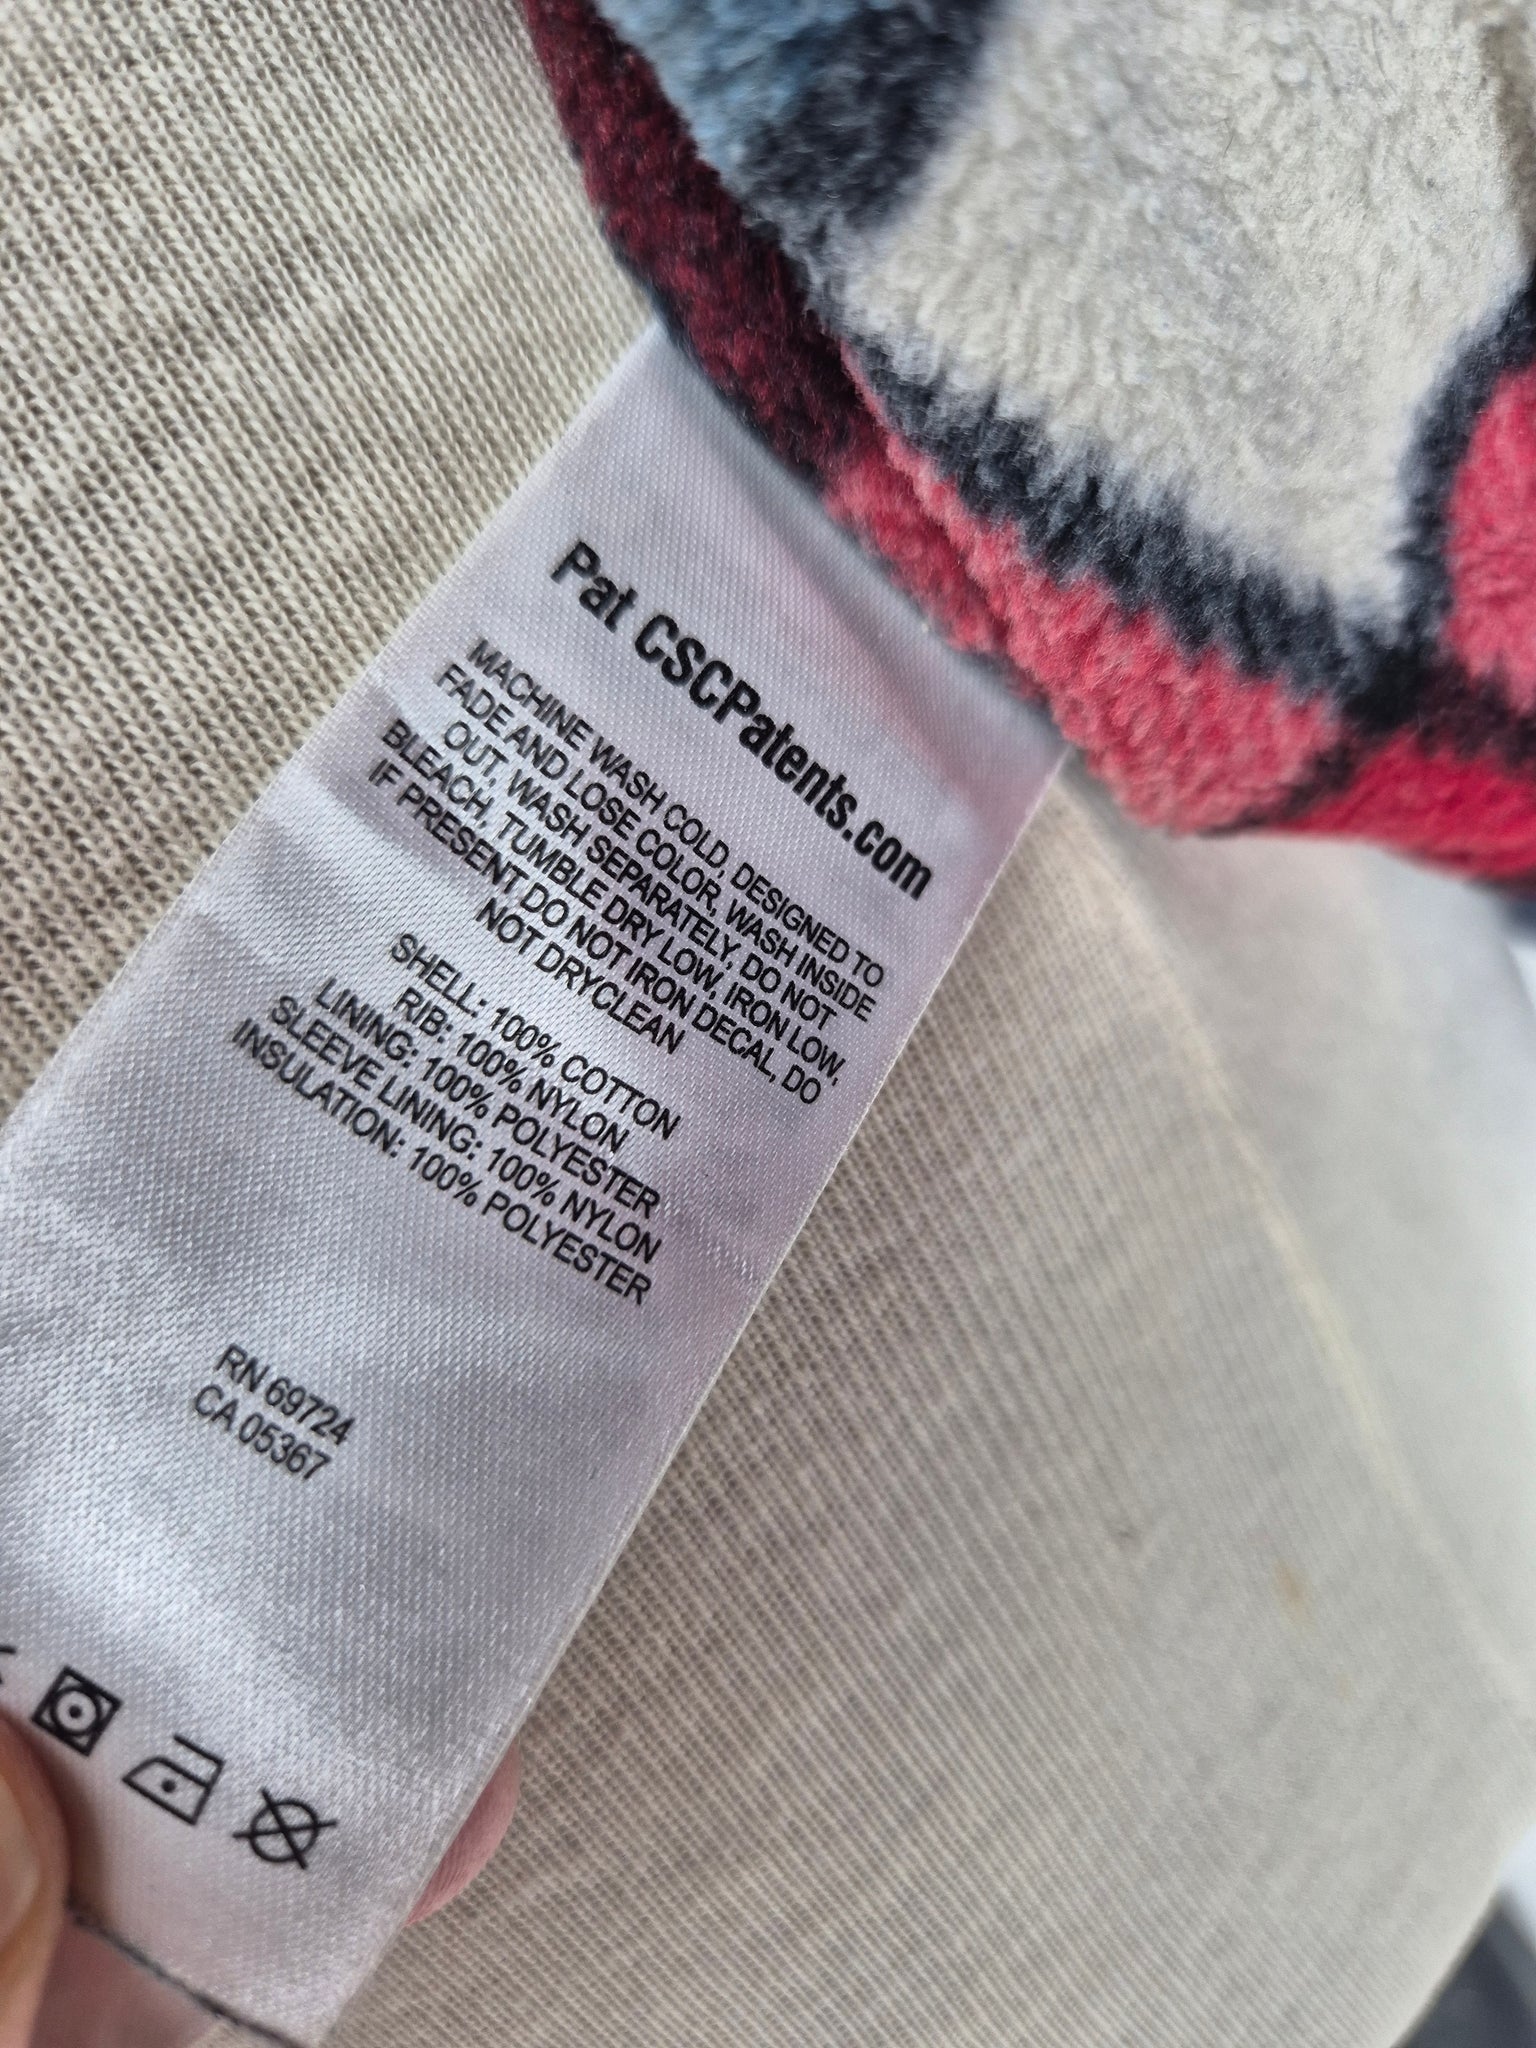 Pat CSCPatents.com
MACHINE WASH COLD, DESIGNED TO
FADE AND LOSE COLOR, WASH INSIDE
OUT, WASH SEPARATELY, DO NOT
BLEACH, TUMBLE DRY LOW, IRON LOW,
IF PRESENT DO NOT IRON DECAL, DO
NOT DRYCLEAN
SHELL: 100% COTTON
RIB: 100% NYLON
LINING: 100% POLYESTER
SLEEVE LINING: 100% NYLON
INSULATION: 100% POLYESTER
RN 69724
CA 05367